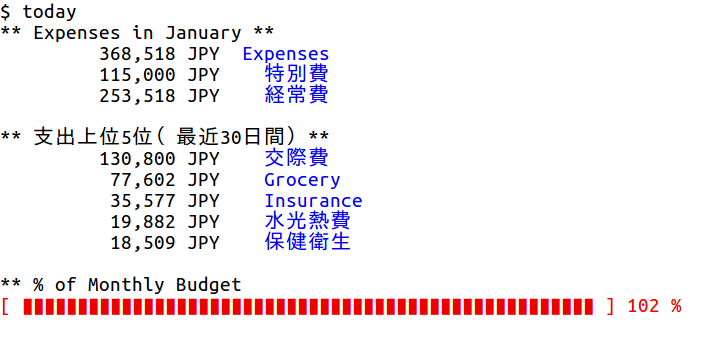 $ today
** Expenses in January **
368,518 JPY Expenses
115,000 JPY 特別費
253,518 JPY 経常費
** 支出上位5位( 最近30日間) **
130,800 JPY 交際費
77,602 JPY Grocery
35,577 JPY Insurance
19,882 JPY 水光熱費
18,509 JPY 保健衛生
** % of Monthly Budget
[ ▮▮▮▮▮▮▮▮▮▮▮▮▮▮▮▮▮▮▮▮▮▮▮▮▮▮▮▮▮▮▮▮▮▮▮▮▮▮▮▮▮▮▮▮▮▮▮▮▮▮▮▮ ] 102 %